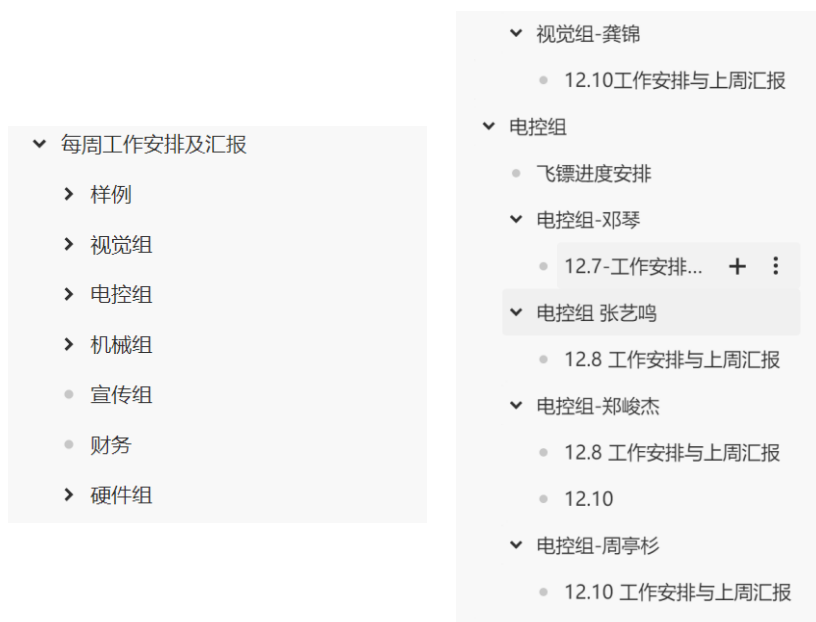 每周工作安排及汇报
样例
视觉组
电控组
机械组
宣传组
财务
硬件组
视觉组-龚锦
12.10工作安排与上周汇报
电控组
飞镖进度安排
电控组-邓琴
12.7-工作安排...
电控组 张艺鸣
12.8 工作安排与上周汇报
电控组-郑峻杰
12.8 工作安排与上周汇报
12.10
电控组-周亭杉
12.10 工作安排与上周汇报